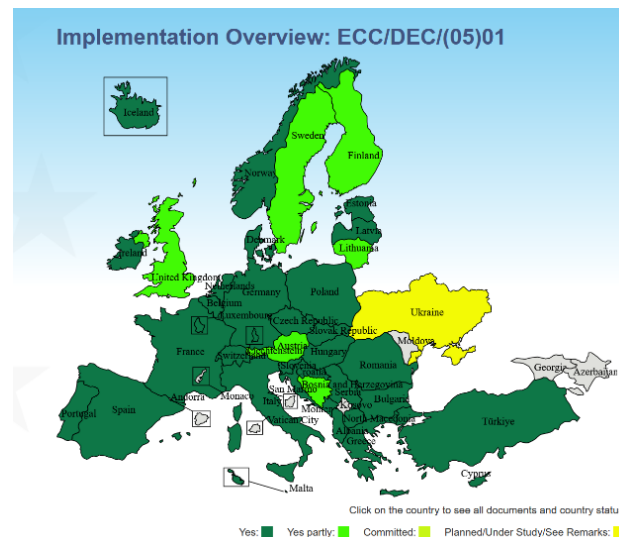 Implementation Overview: ECC/DEC/(05)01
Iceland
Sweden
Finland
Norway
Estonia
Latvia
Denmark
Lithuania
Ireland
United Kingdom
Netherlands
Belgium
Germany
Poland
Luxembourg
Czech Republic
Slovak Republic
Ukraine
Moldova
France
Switzerland
Liechtenstein
Austria
Hungary
Romania
Slovenia
Croatia
Georgia
Azerbaijan
San Marino
Bosnia and Herzegovina
Serbia
Andorra
Monaco
Italy
Kosovo
Bulgaria
Portugal
Spain
Vatican City
North Macedonia
Albania
Greece
Türkiye
Cyprus
Malta
Click on the country to see all documents and country statu
Yes: Yes partly: Committed: Planned/Under Study/See Remarks: